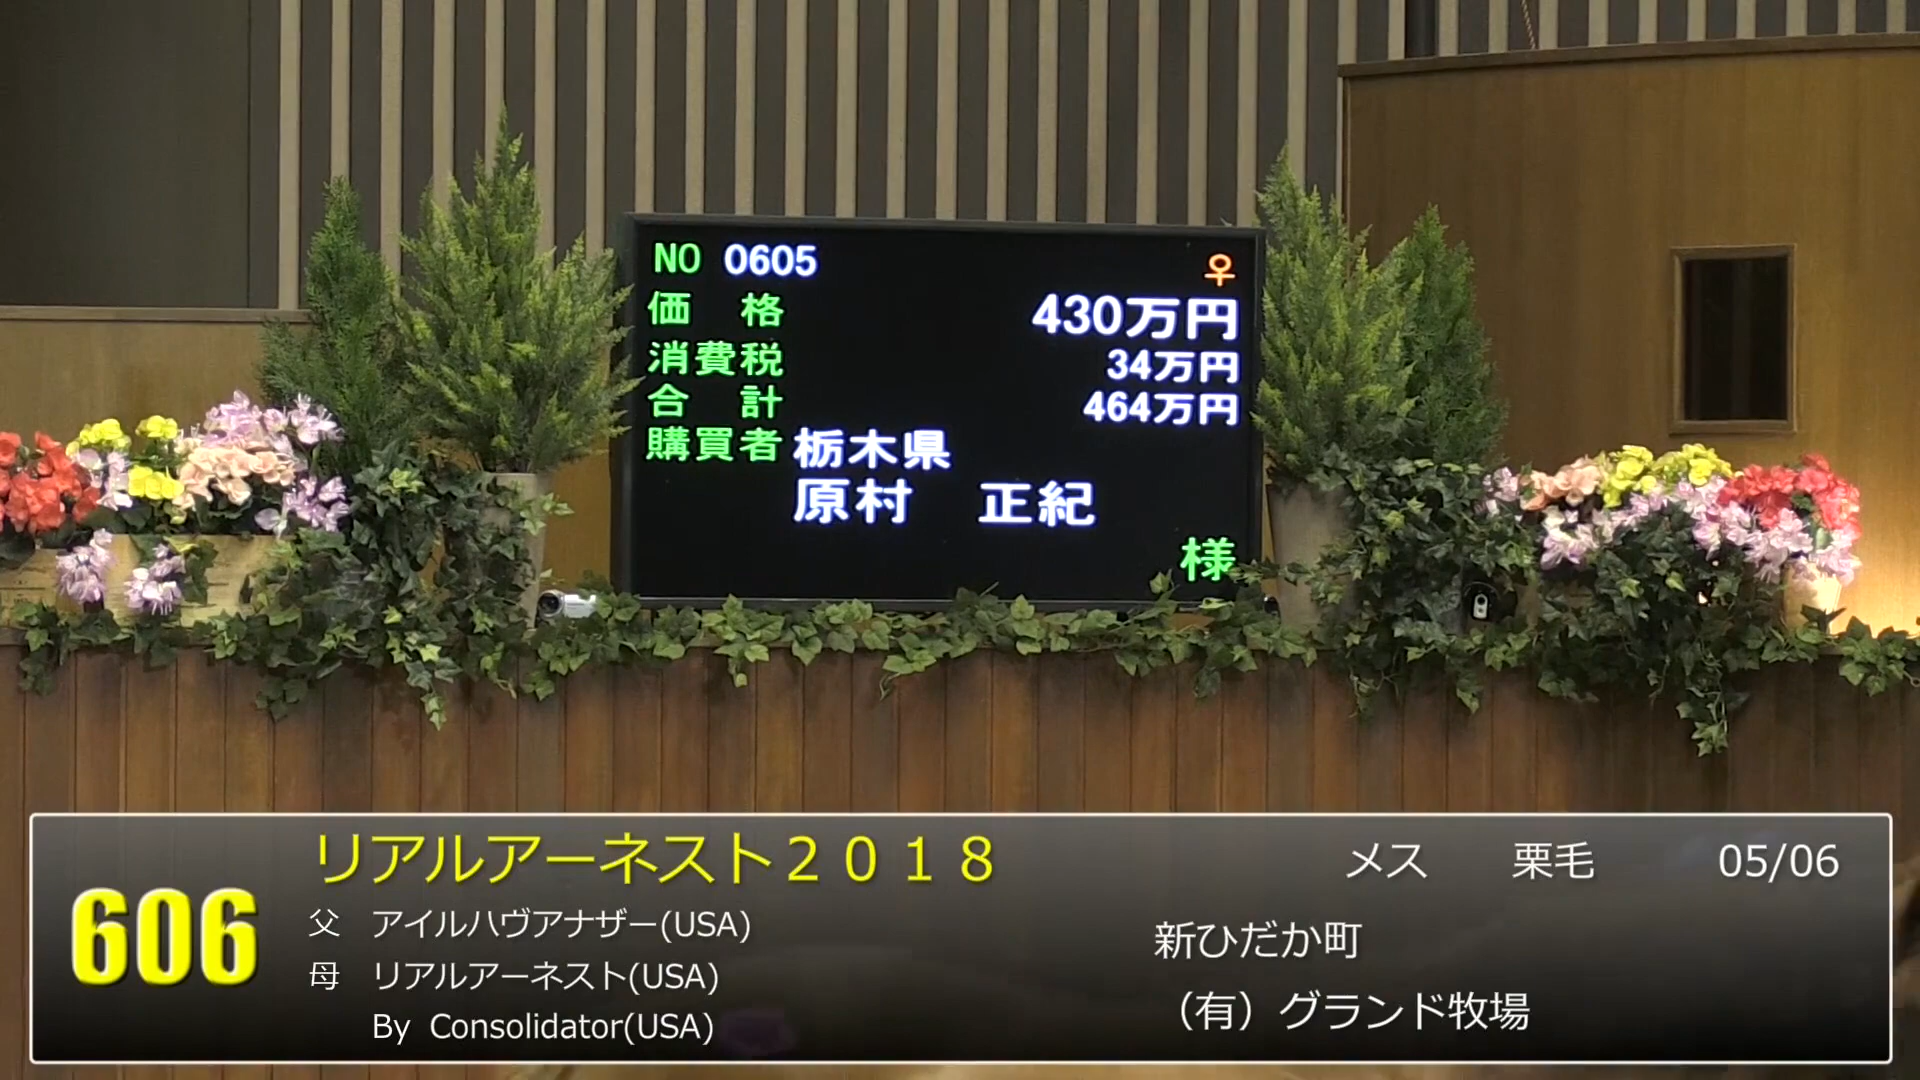 NO 0605 ♀
価 格 430万円
消費税 34万円
合 計 464万円
購買者 栃木県
原村 正紀
様
606
リアルアーネスト２０１８ メス 栗毛 05/06
父 アイルハヴアナザー(USA)
母 リアルアーネスト(USA)
By Consolidator(USA)
新ひだか町
（有）グランド牧場